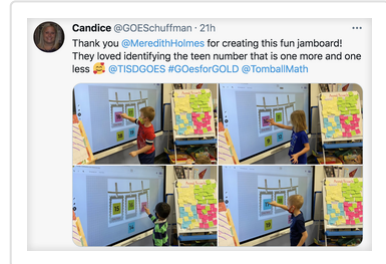 Candice @GOESchuffman · 21h
Thank you @MeredithHolmes for creating this fun jamboard!
They loved identifying the teen number that is one more and one
less 🥰 @TISDGOES #GOesforGOLD @TomballMath